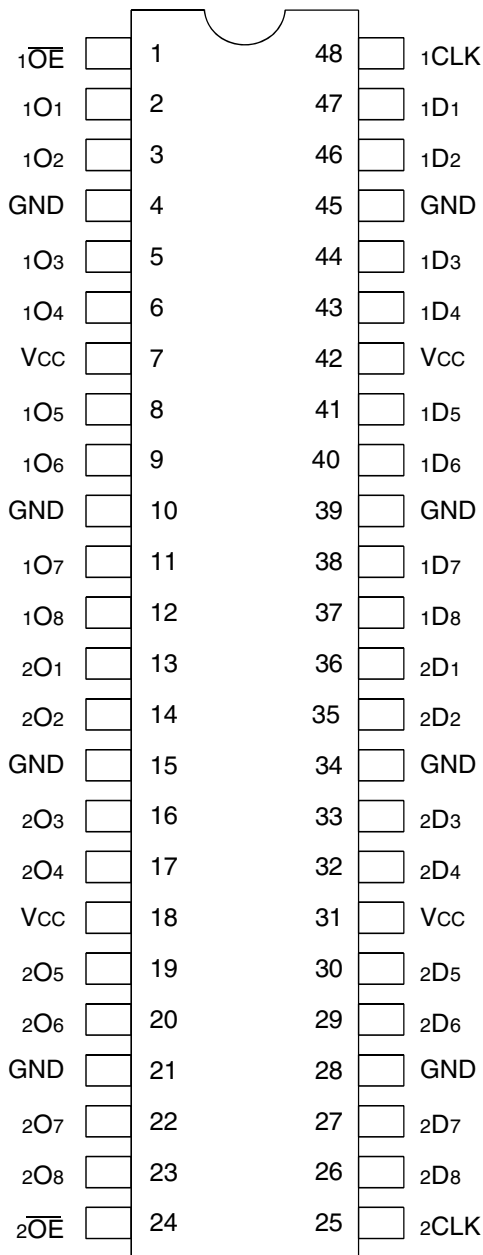 1OE 1 48 1CLK
1O1 2 47 1D1
1O2 3 46 1D2
GND 4 45 GND
1O3 5 44 1D3
1O4 6 43 1D4
VCC 7 42 VCC
1O5 8 41 1D5
1O6 9 40 1D6
GND 10 39 GND
1O7 11 38 1D7
1O8 12 37 1D8
2O1 13 36 2D1
2O2 14 35 2D2
GND 15 34 GND
2O3 16 33 2D3
2O4 17 32 2D4
VCC 18 31 VCC
2O5 19 30 2D5
2O6 20 29 2D6
GND 21 28 GND
2O7 22 27 2D7
2O8 23 26 2D8
2OE 24 25 2CLK